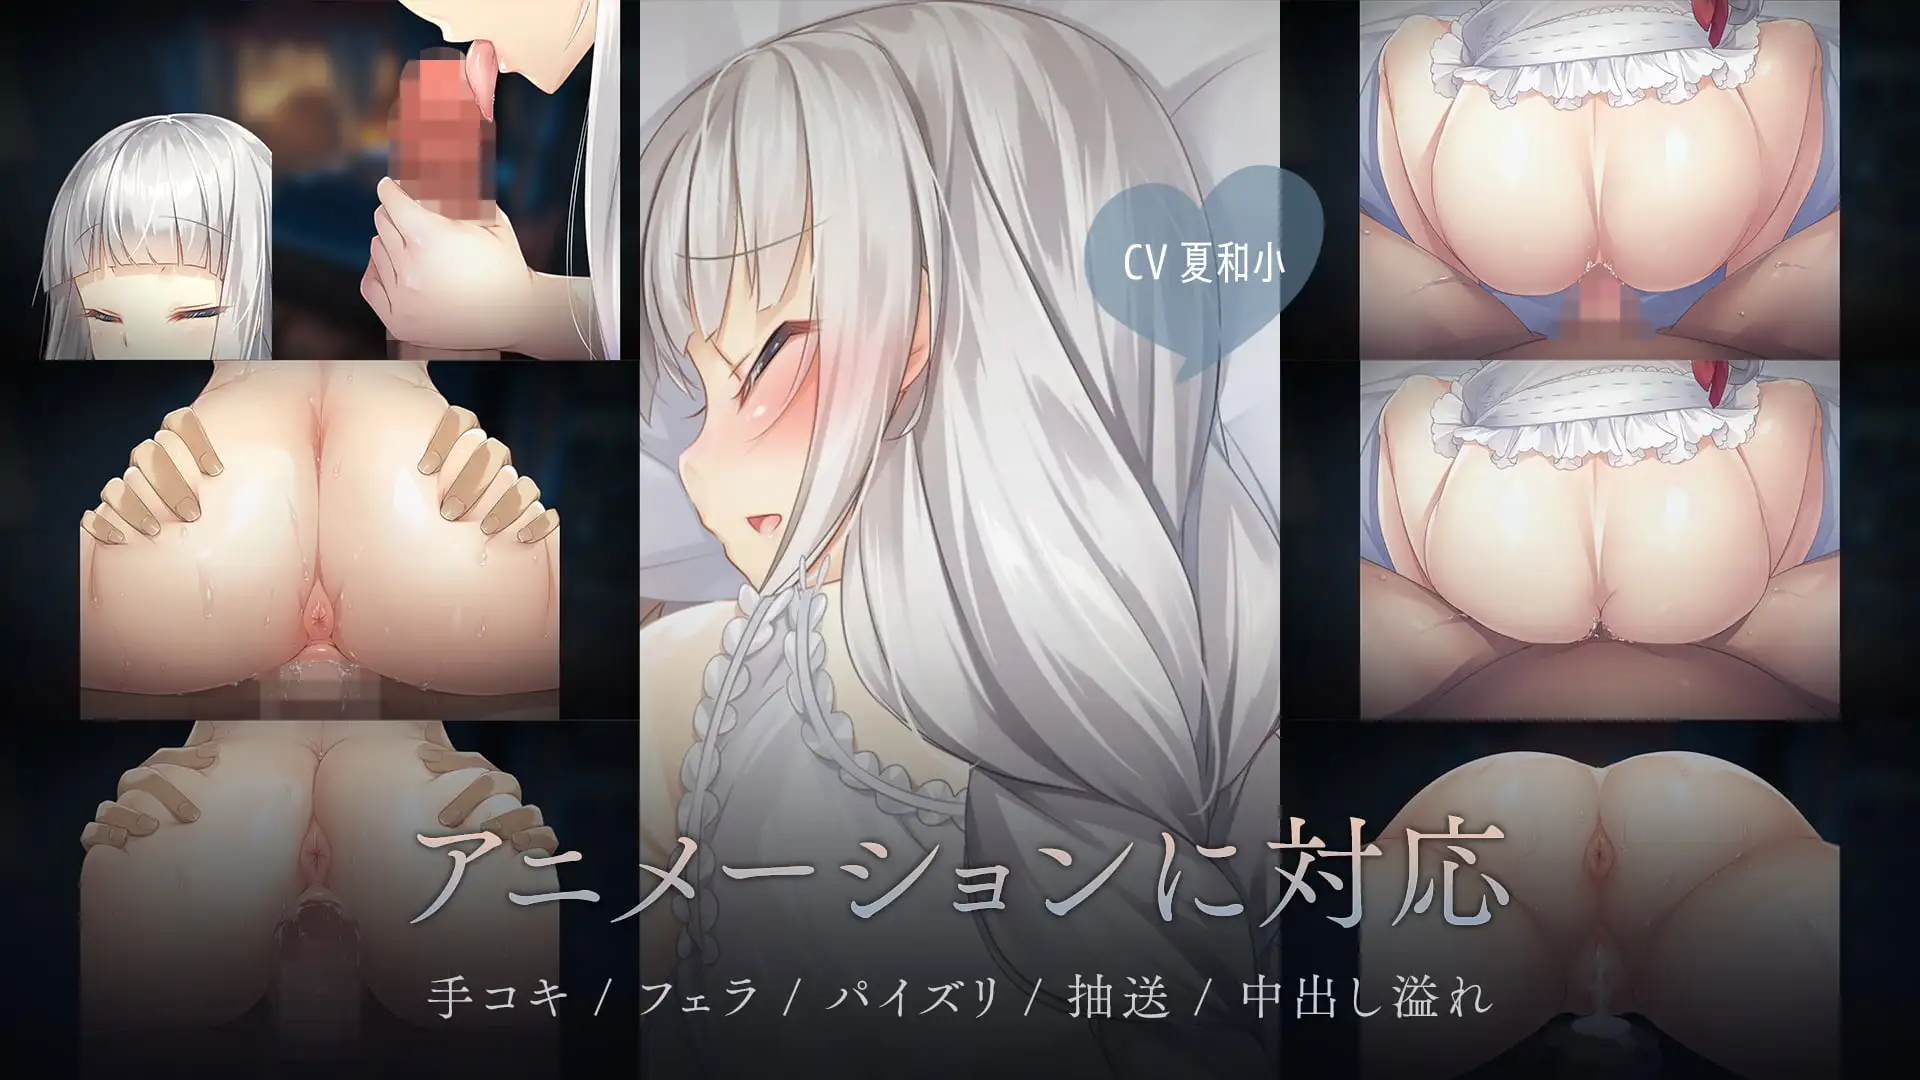 CV 夏和小
アニメーションに対応
手コキ / フェラ / パイズリ / 抽送 / 中出し溢れ